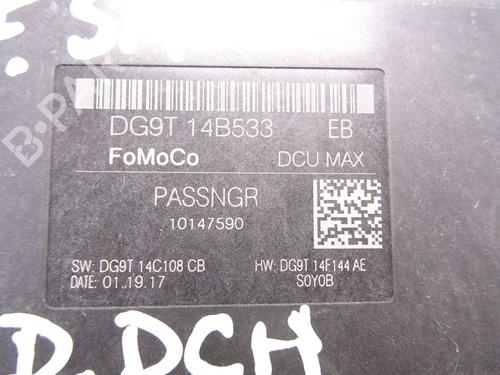 DG9T 14B533 EB
FoMoCo DCU MAX
PASSNGR
10147590
SW: DG9T 14C108 CB HW: DG9T 14F144 AE
DATE: 01.19.17 S0Y0B
D. DCH